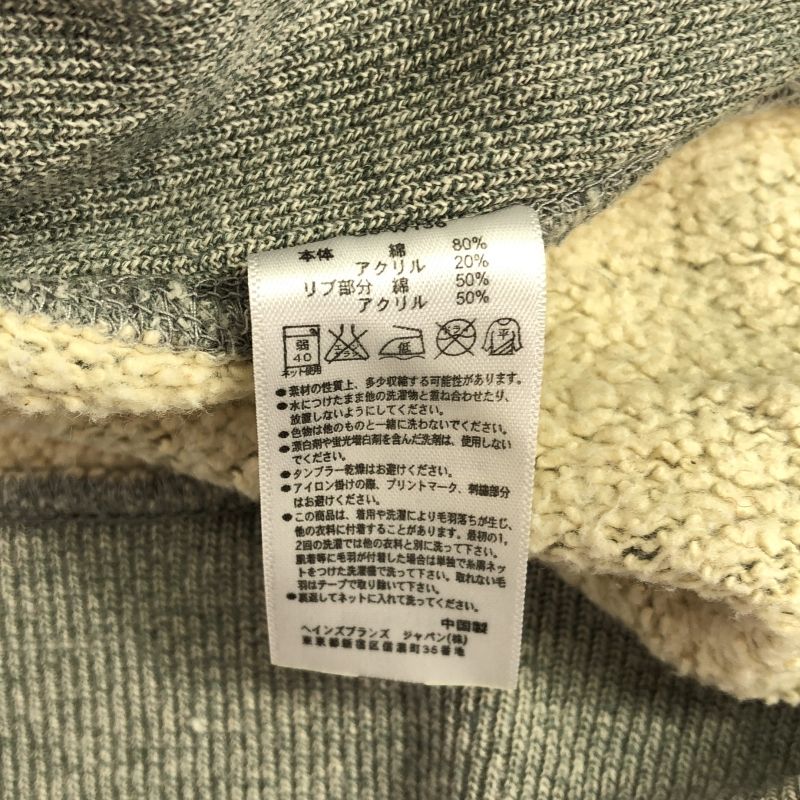 本体 綿 80%
アクリル 20%
リブ部分 綿 50%
アクリル 50%
弱
40
ネット使用
エンソ
サラシ
低
ドライ
平
●素材の性質上、多少収縮する可能性があります。
●水につけたまま他の洗濯物と重ね合わせたり、
放置しないようにしてください。
●色物は他のものと一緒に洗わないでください。
●漂白剤や蛍光増白剤を含んだ洗剤は、使用しない
でください。
●タンブラー乾燥はお避けください。
●アイロン掛けの際、プリントマーク、刺繍部分
はお避けください。
●この商品は、着用や洗濯により毛羽落ちが生じ、
他の衣料に付着することがあります。最初の1,
2回の洗濯では他の衣料と別に洗って下さい。
肌着等に毛羽が付着した場合は単独で糸屑ネッ
トをつけた洗濯機で洗って下さい。取れない毛
羽はテープで取り除いて下さい。
●裏返してネットに入れて洗ってください。
中国製
ヘインズブランズ ジャパン(株)
東京都新宿区信濃町35番地